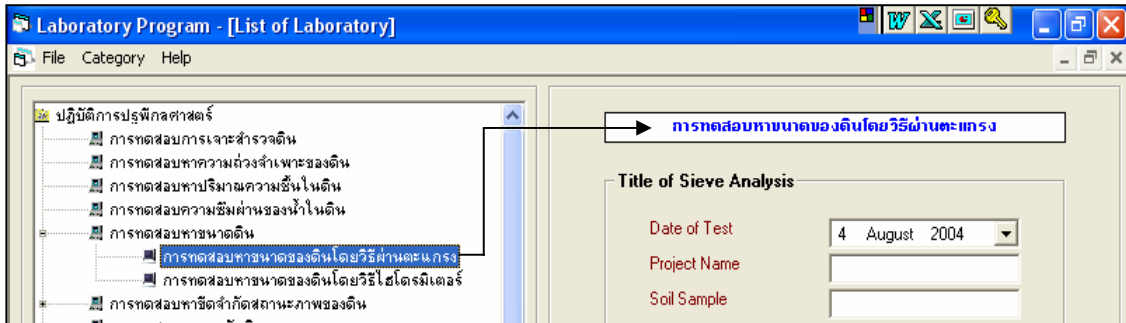 Laboratory Program - [List of Laboratory]
File Category Help
ปฏิบัติการปฐพีกลศาสตร์
การทดสอบการเจาะสำรวจดิน
การทดสอบหาความถ่วงจำเพาะของดิน
การทดสอบหาปริมาณความชื้นในดิน
การทดสอบความซึมผ่านของน้ำในดิน
การทดสอบหาขนาดดิน
การทดสอบหาขนาดของดินโดยวิธีผ่านตะแกรง
การทดสอบหาขนาดของดินโดยวิธีไฮโดรมิเตอร์
การทดสอบหาขีดจำกัดสถานะภาพของดิน
การทดสอบหาขนาดของดินโดยวิธีผ่านตะแกรง
Title of Sieve Analysis
Date of Test
4 August 2004
Project Name
Soil Sample